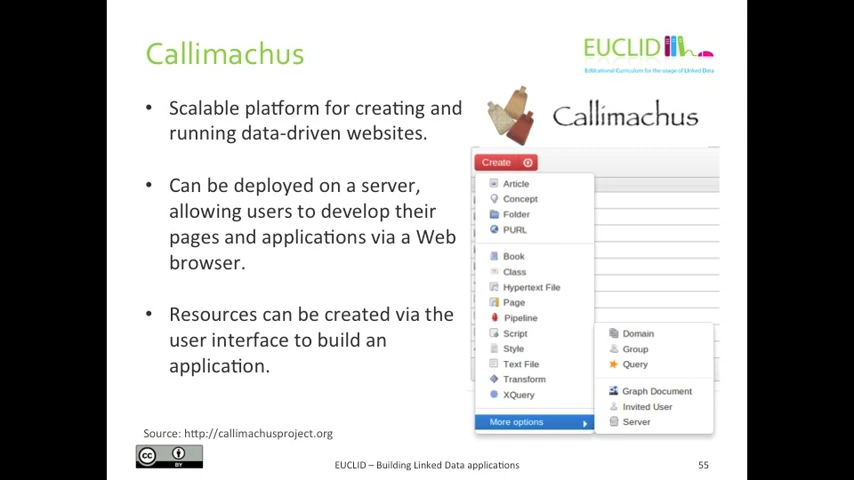 Callimachus
EUCLID
EdUcational Curriculum for the usage of Linked Data
• Scalable platform for creating and
running data-driven websites.
• Can be deployed on a server,
allowing users to develop their
pages and applications via a Web
browser.
• Resources can be created via the
user interface to build an
application.
Callimachus
Create
Article
Concept
Folder
PURL
Book
Class
Hypertext File
Page
Pipeline
Script
Style
Text File
Transform
XQuery
More options
Domain
Group
Query
Graph Document
Invited User
Server
Source: http://callimachusproject.org
cc
BY
EUCLID – Building Linked Data applications
55